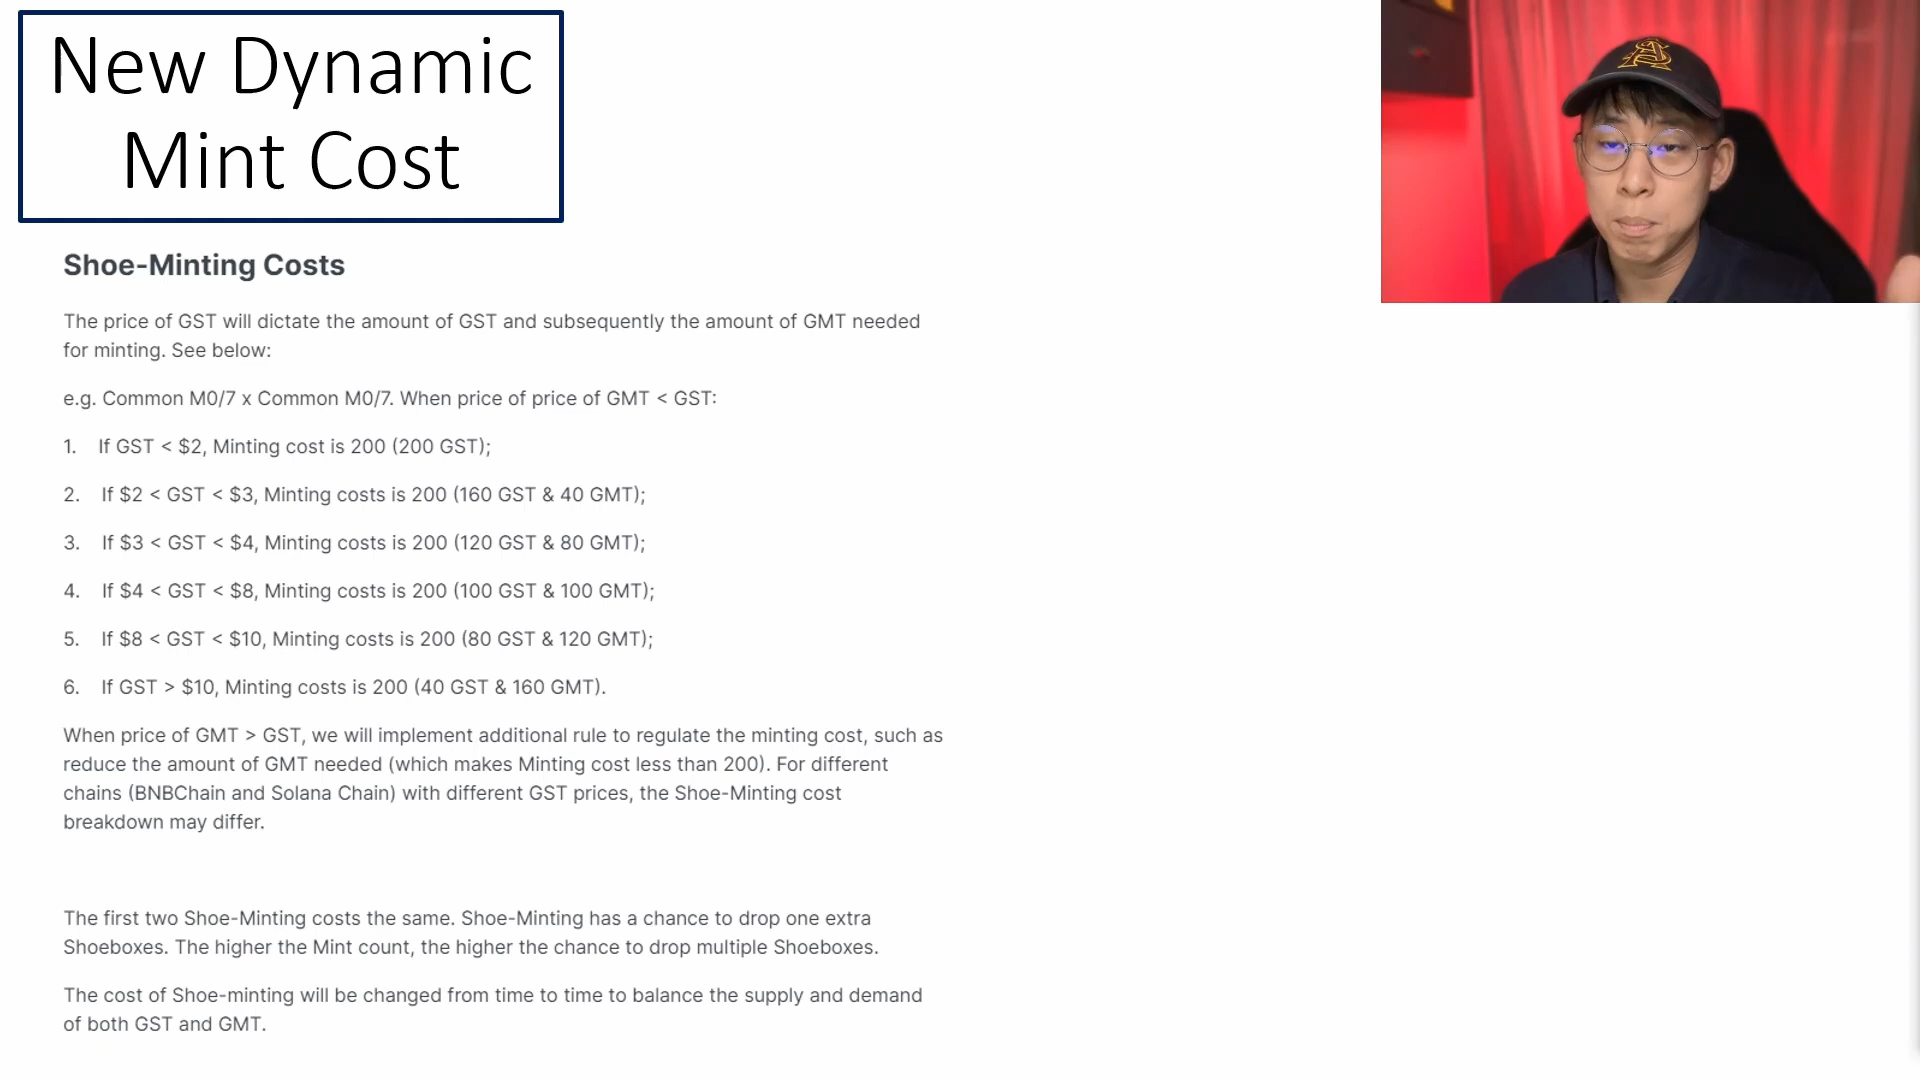 New Dynamic
Mint Cost
Shoe-Minting Costs
The price of GST will dictate the amount of GST and subsequently the amount of GMT needed
for minting. See below:
e.g. Common M0/7 x Common M0/7. When price of price of GMT < GST:
1. If GST < $2, Minting cost is 200 (200 GST);
2. If $2 < GST < $3, Minting costs is 200 (160 GST & 40 GMT);
3. If $3 < GST < $4, Minting costs is 200 (120 GST & 80 GMT);
4. If $4 < GST < $8, Minting costs is 200 (100 GST & 100 GMT);
5. If $8 < GST < $10, Minting costs is 200 (80 GST & 120 GMT);
6. If GST > $10, Minting costs is 200 (40 GST & 160 GMT).
When price of GMT > GST, we will implement additional rule to regulate the minting cost, such as
reduce the amount of GMT needed (which makes Minting cost less than 200). For different
chains (BNBChain and Solana Chain) with different GST prices, the Shoe-Minting cost
breakdown may differ.
The first two Shoe-Minting costs the same. Shoe-Minting has a chance to drop one extra
Shoeboxes. The higher the Mint count, the higher the chance to drop multiple Shoeboxes.
The cost of Shoe-minting will be changed from time to time to balance the supply and demand
of both GST and GMT.